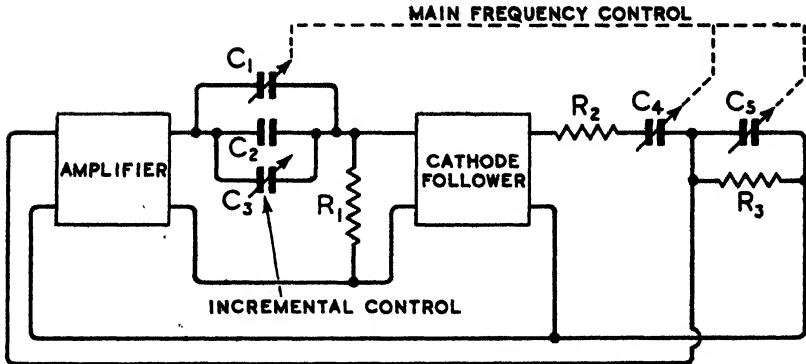 MAIN FREQUENCY CONTROL
C1
C2
C3
R1
AMPLIFIER
CATHODE
FOLLOWER
R2
C4
C5
R3
INCREMENTAL CONTROL